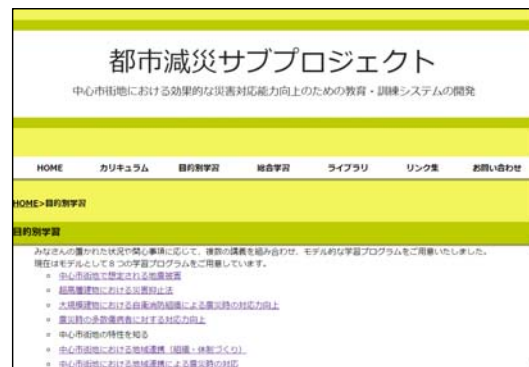 都市減災サブプロジェクト
中心市街地における効果的な災害対応能力向上のための教育・訓練システムの開発
HOME カリキュラム 目的別学習 総合学習 ライブラリ リンク集 お問い合わせ
HOME>目的別学習
目的別学習
みなさんの置かれた状況や関心事項に応じて、複数の講義を組み合わせ、モデル的な学習プログラムをご用意いたしました。
現在はモデルとして8つの学習プログラムをご用意しています。
中心市街地で想定される地震被害
超高層建物における災害抑止法
大規模建物における自衛消防組織による震災時の対応力向上
震災時の多数傷病者に対する対応力向上
中心市街地の特性を知る
中心市街地における地域連携(組織・体制づくり)
中心市街地における地域連携による震災時の対応